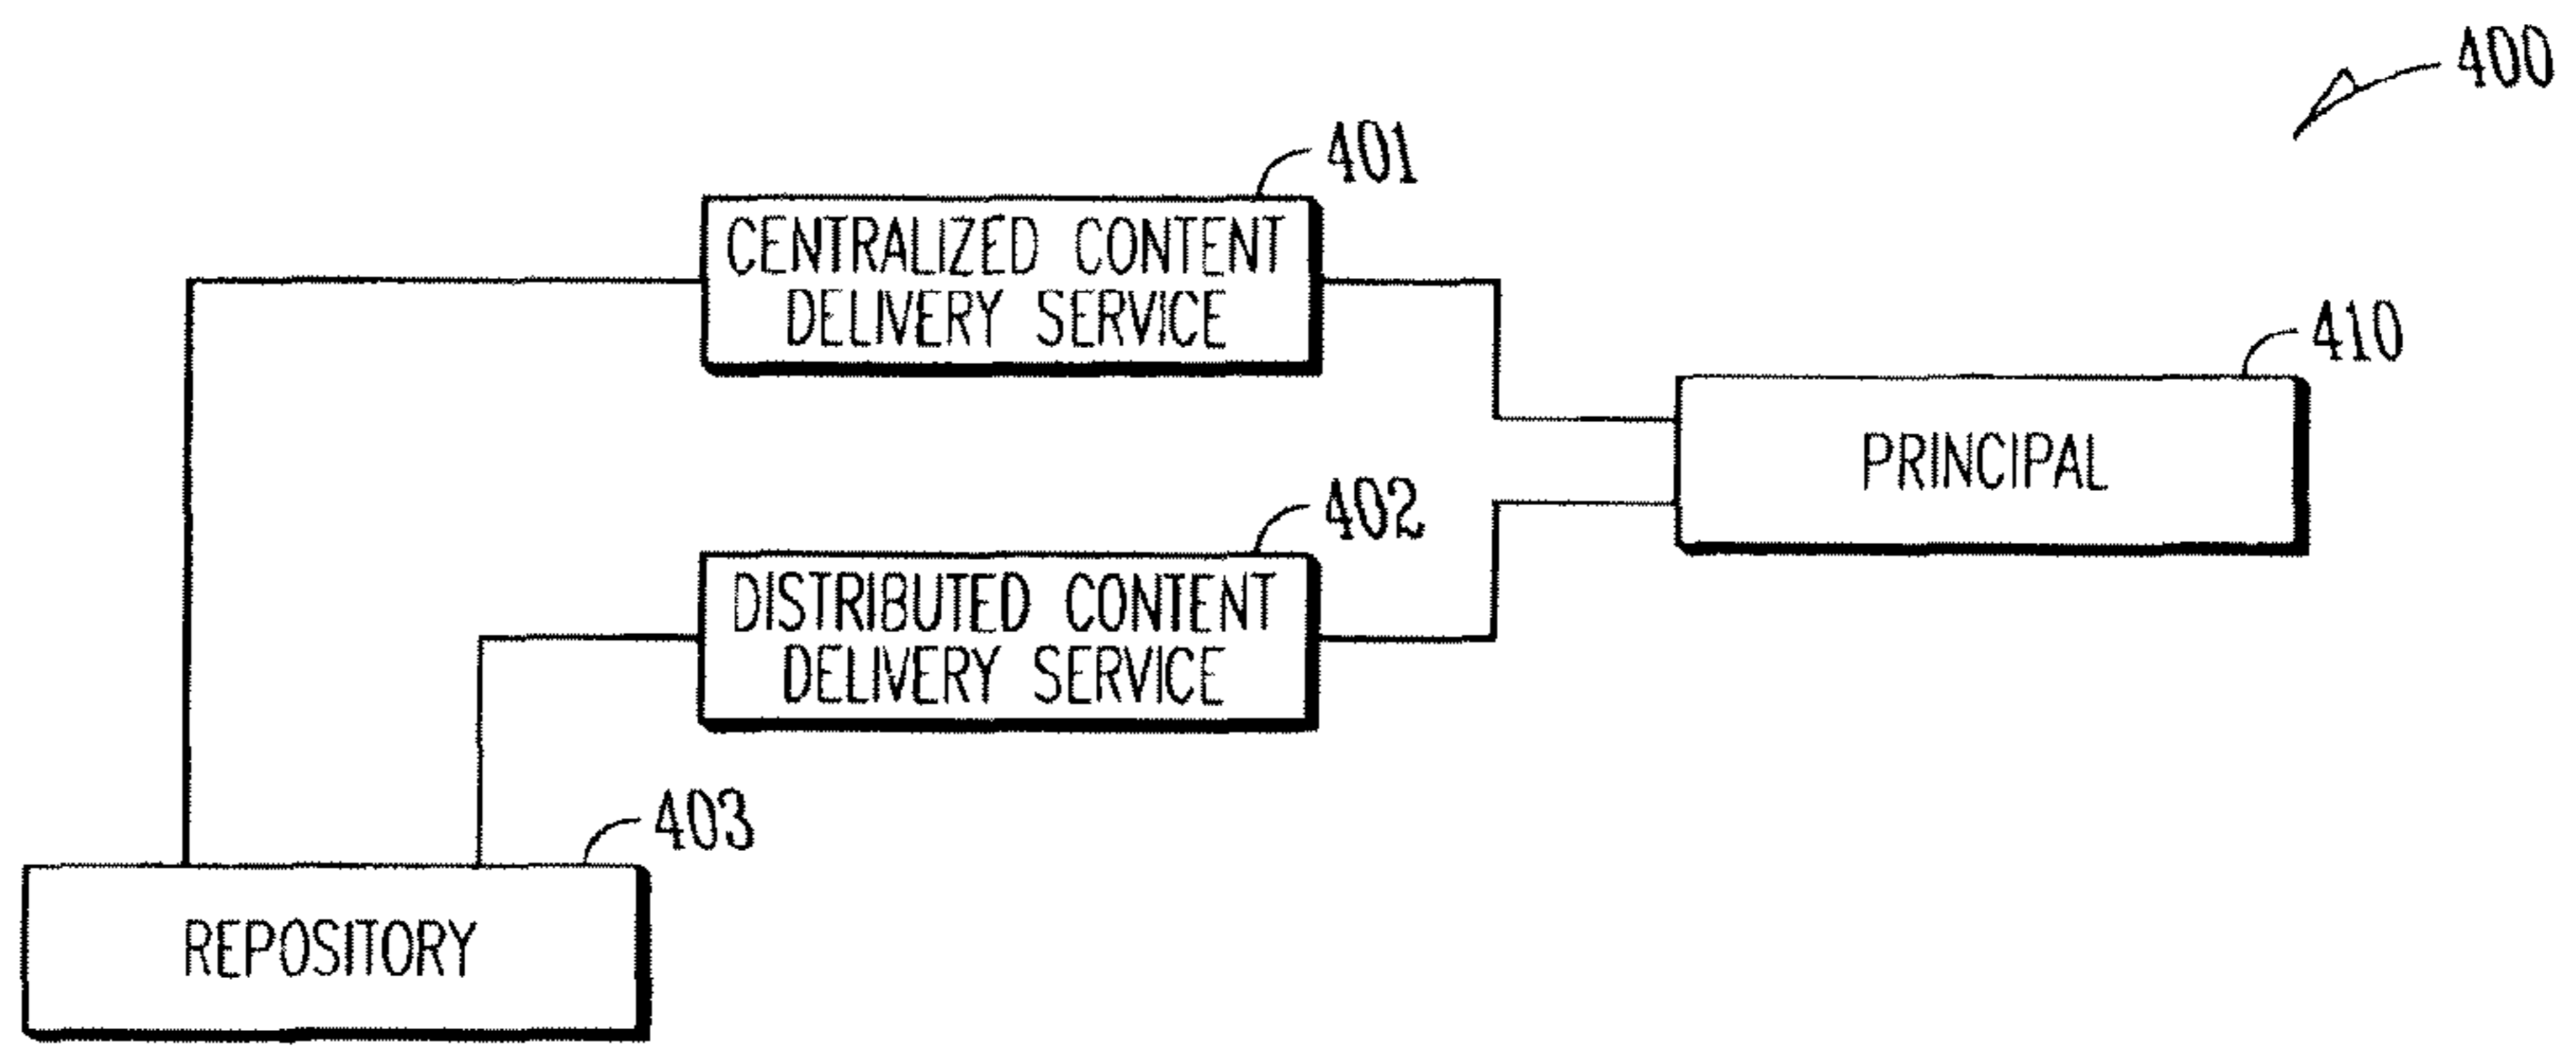 400
401
CENTRALIZED CONTENT
DELIVERY SERVICE
410
PRINCIPAL
402
DISTRIBUTED CONTENT
DELIVERY SERVICE
403
REPOSITORY